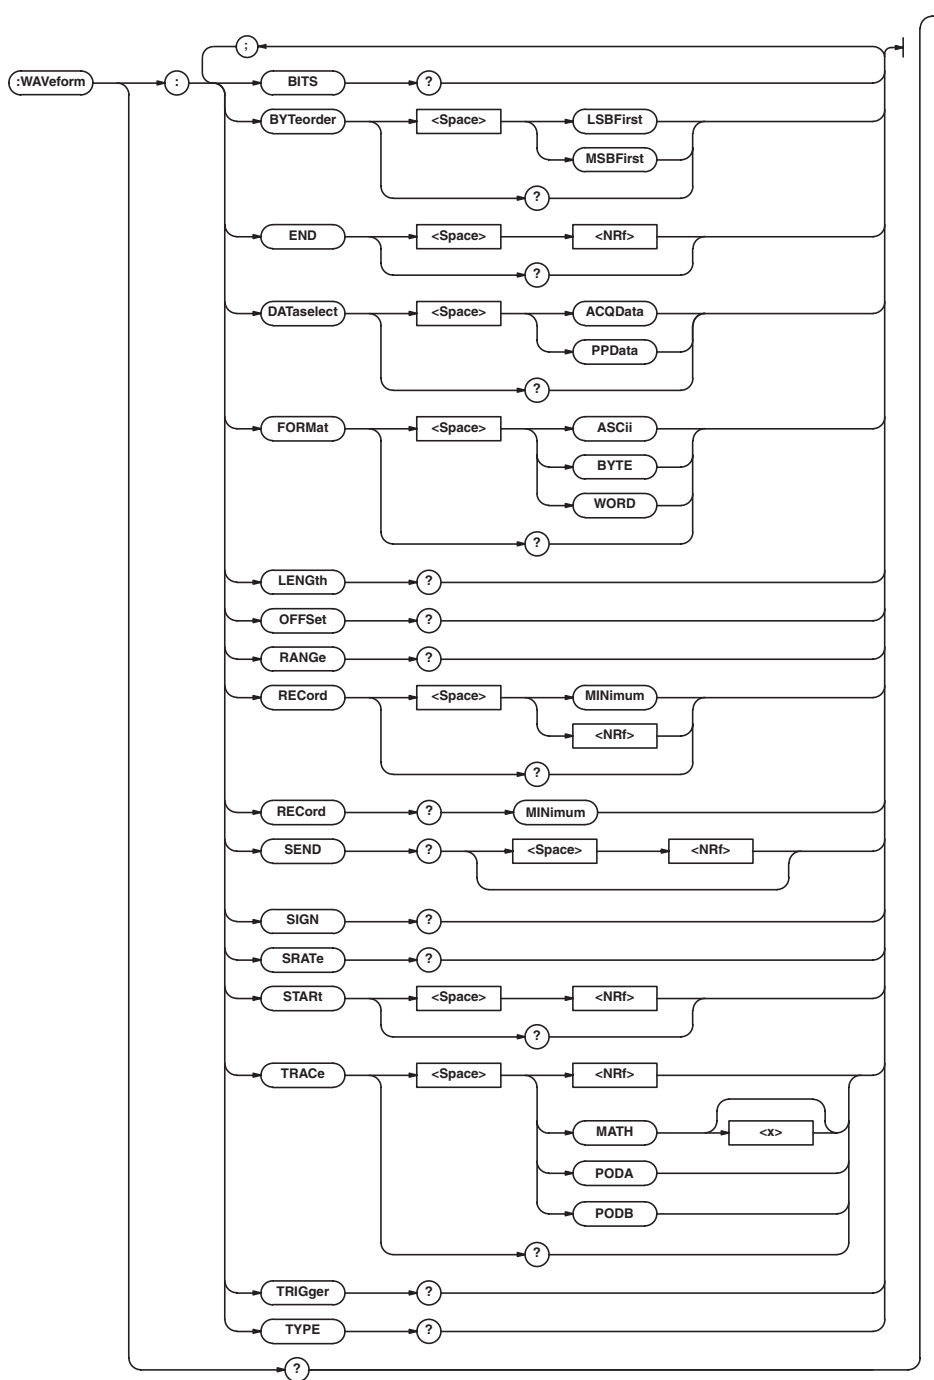 ;
:WAVeform : BITS ?
BYTeorder <Space> LSBFirst
MSBFirst
?
END <Space> <NRf>
?
DATaselect <Space> ACQData
PPData
?
FORMat <Space> ASCii
BYTE
WORD
?
LENGth ?
OFFSet ?
RANGe ?
RECord <Space> MINimum
<NRf>
?
RECord ? MINimum
SEND ? <Space> <NRf>
SIGN ?
SRATe ?
STARt <Space> <NRf>
?
TRACe <Space> <NRf>
MATH <x>
PODA
PODB
?
TRIGger ?
TYPE ?
?